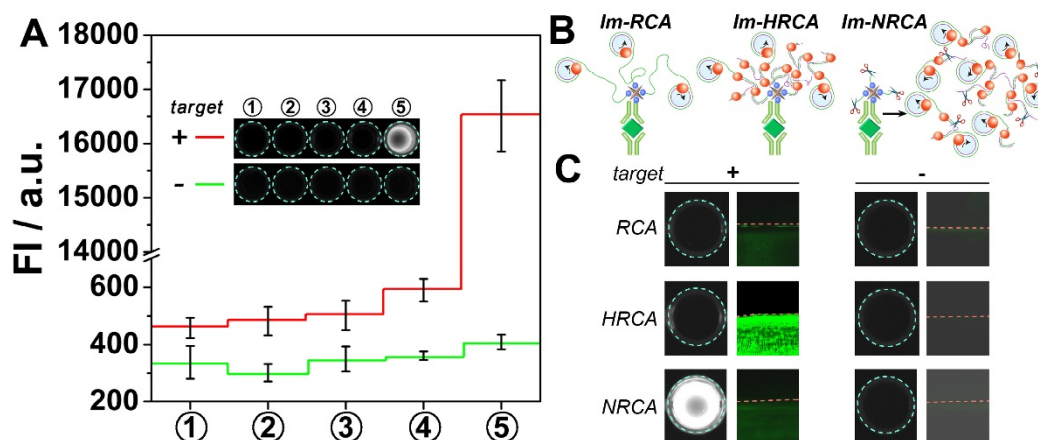 A
18000
17000
16000
15000
14000
600
400
200
FI / a.u.
target ① ② ③ ④ ⑤
+
-
① ② ③ ④ ⑤
B
Im-RCA Im-HRCA Im-NRCA
C
target + -
RCA
HRCA
NRCA